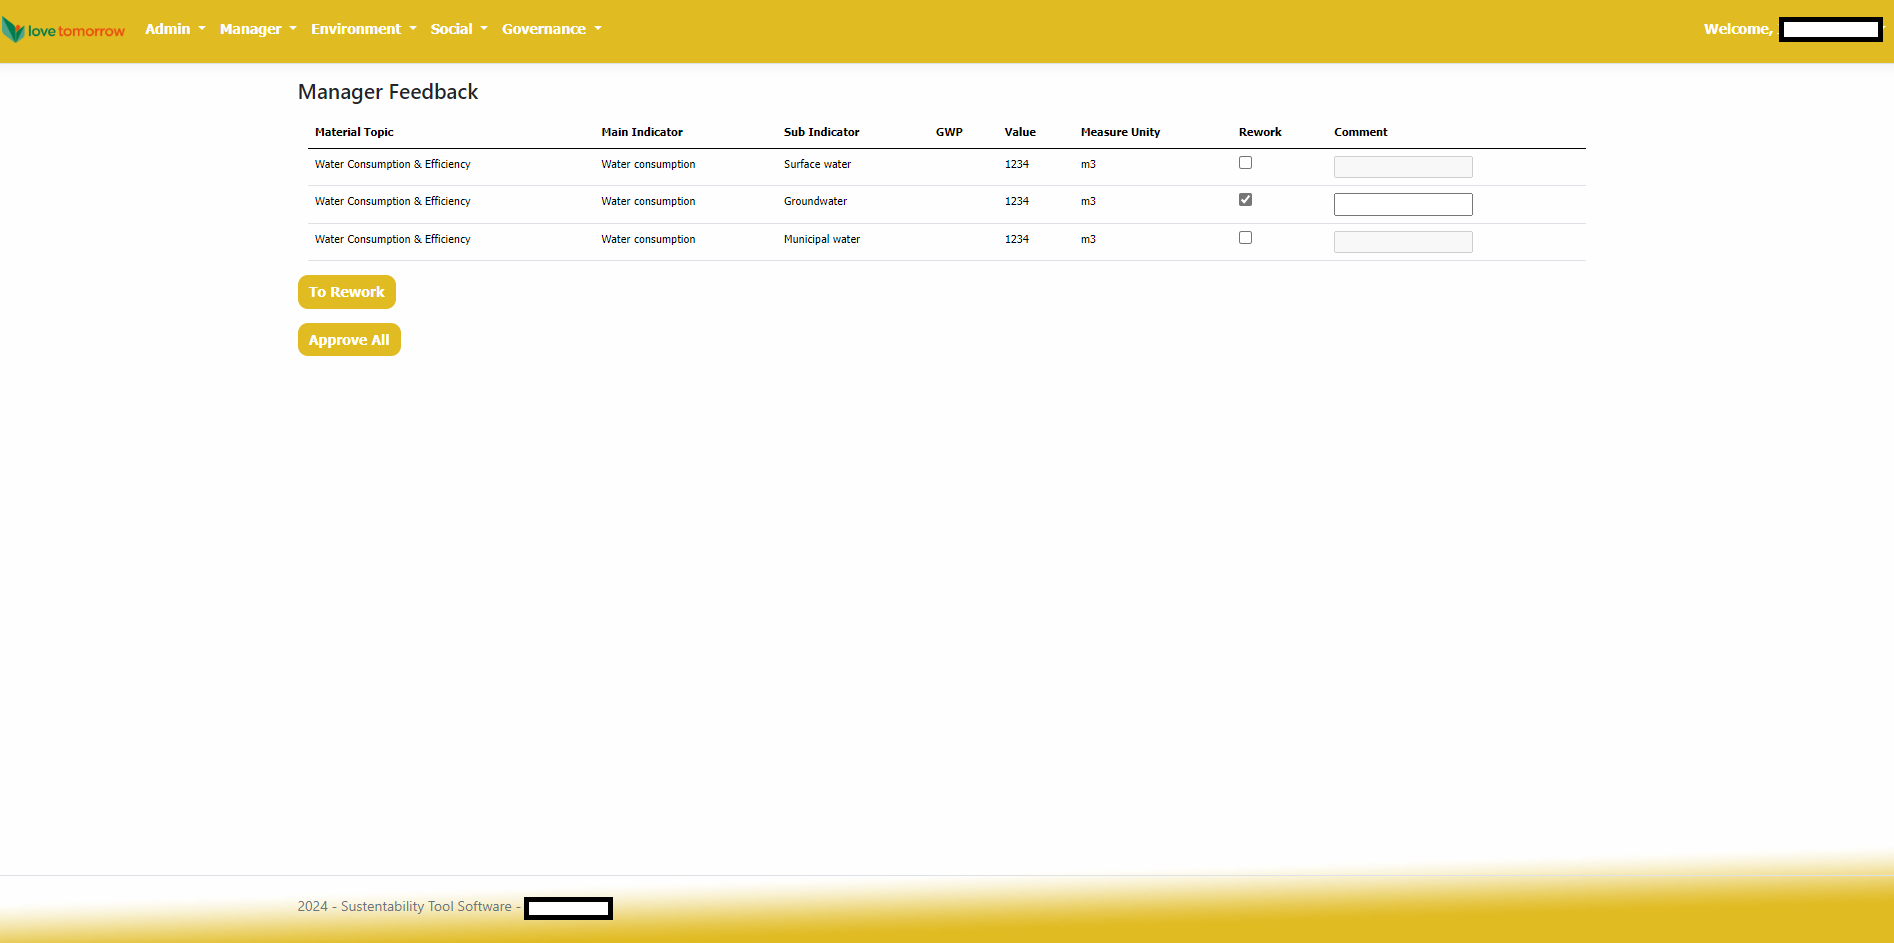 love tomorrow Admin Manager Environment Social Governance Welcome,
Manager Feedback
Material Topic Main Indicator Sub Indicator GWP Value Measure Unity Rework Comment
Water Consumption & Efficiency Water consumption Surface water 1234 m3
Water Consumption & Efficiency Water consumption Groundwater 1234 m3
Water Consumption & Efficiency Water consumption Municipal water 1234 m3
To Rework
Approve All
2024 - Sustentability Tool Software -